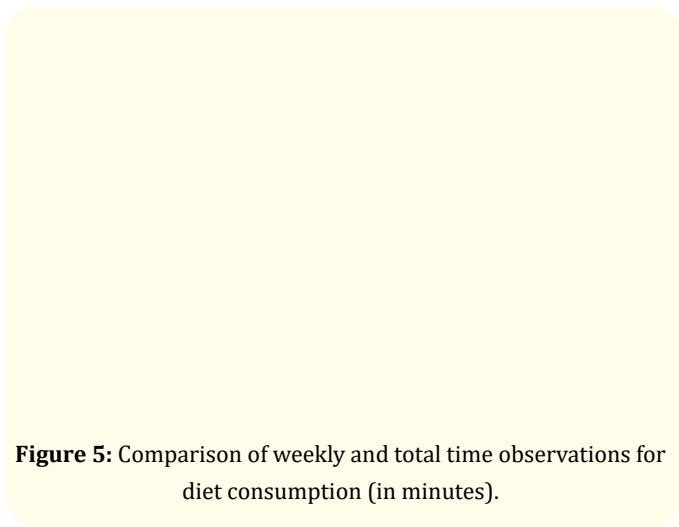 Figure 5: Comparison of weekly and total time observations for
diet consumption (in minutes).